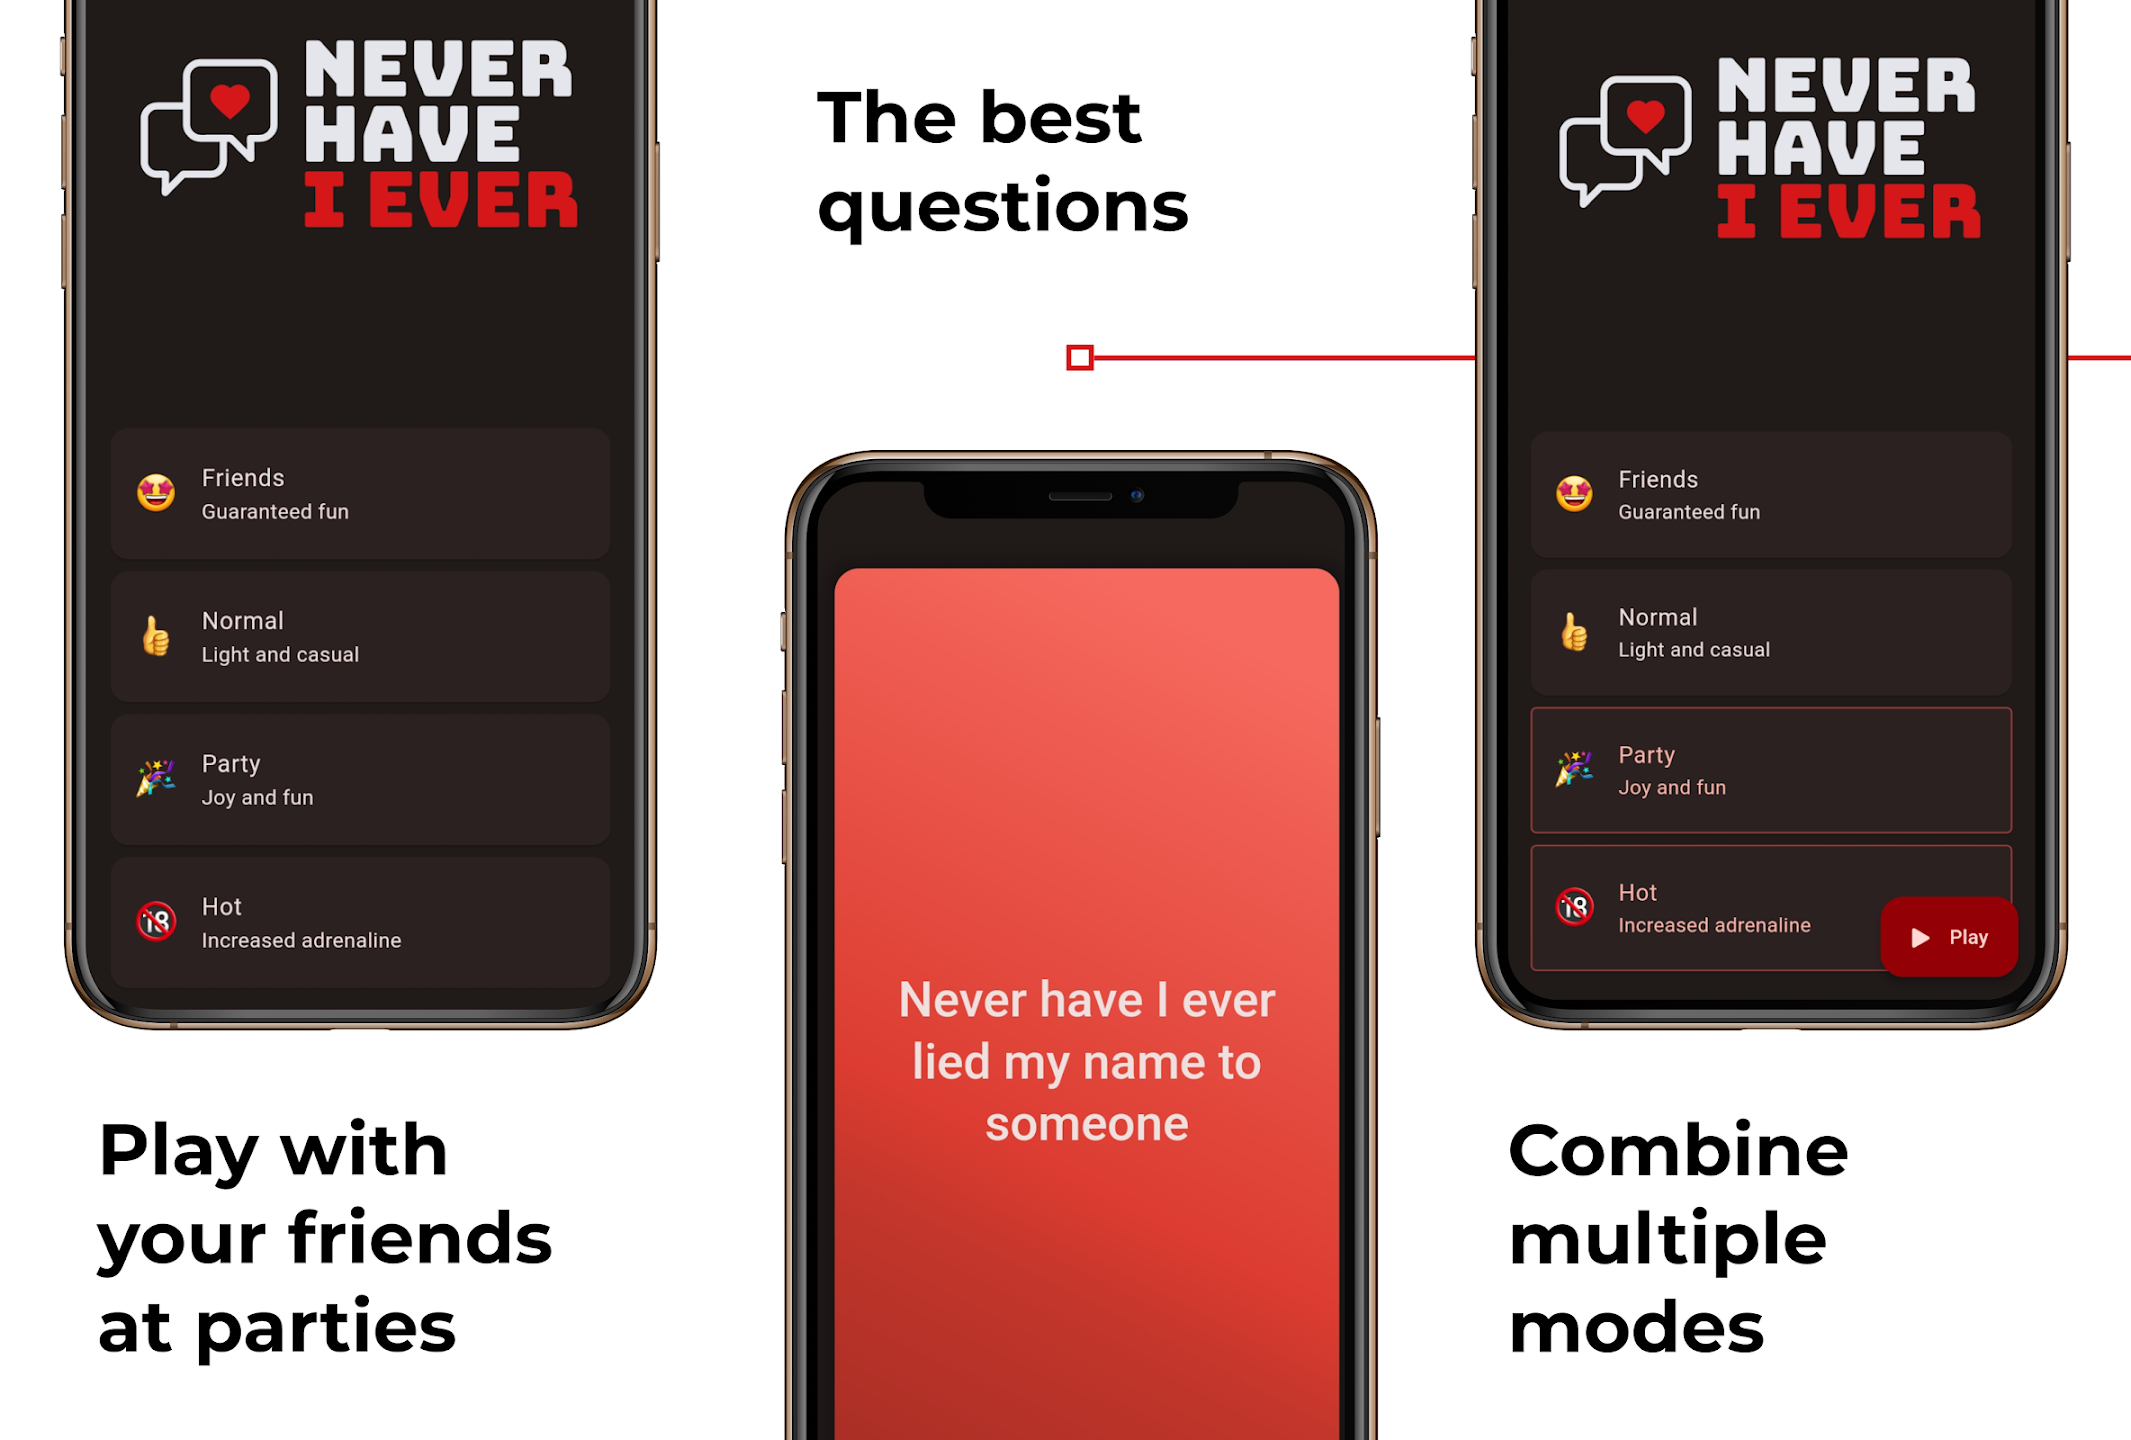 NEVER
HAVE
I EVER
Friends
Guaranteed fun
Normal
Light and casual
Party
Joy and fun
18
Hot
Increased adrenaline
Play with
your friends
at parties
The best
questions
Never have I ever
lied my name to
someone
NEVER
HAVE
I EVER
Friends
Guaranteed fun
Normal
Light and casual
Party
Joy and fun
18
Hot
Increased adrenaline
Play
Combine
multiple
modes